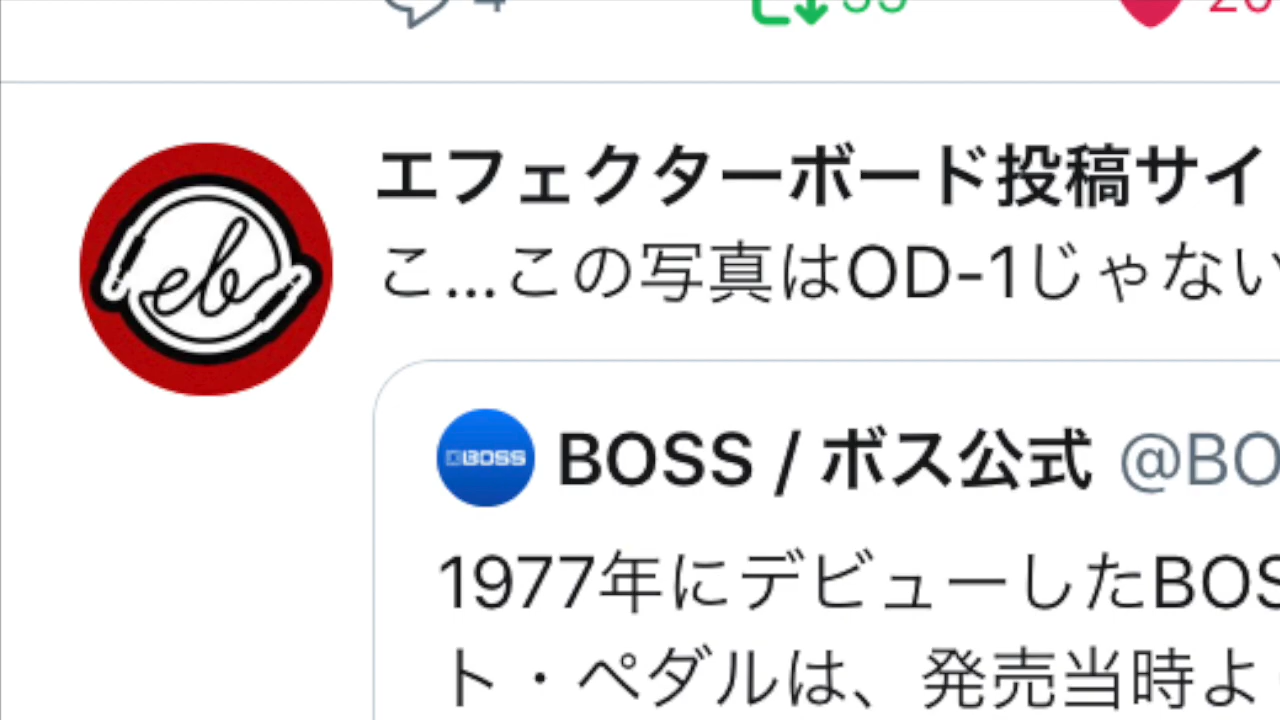 エフェクターボード投稿サイ
こ…この写真はOD-1じゃない
eb
BOSS
BOSS / ボス公式 @BO
1977年にデビューしたBOS
ト・ペダルは、発売当時よ